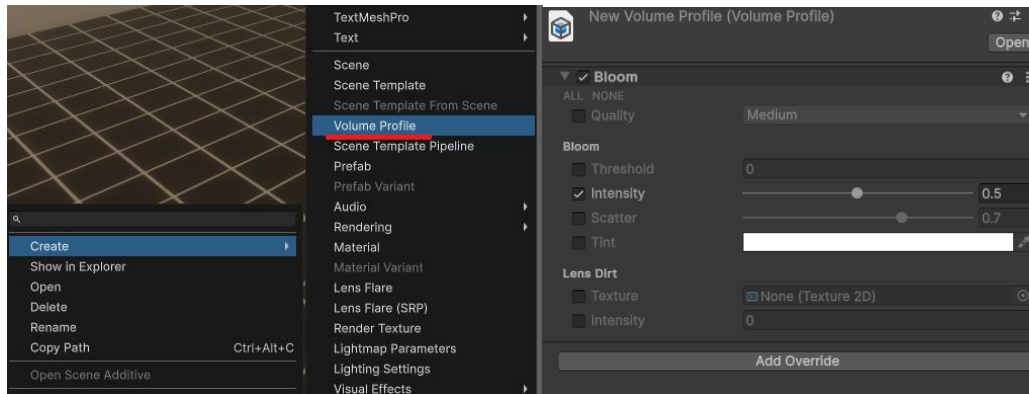 Create
Show in Explorer
Open
Delete
Rename
Copy Path Ctrl+Alt+C
Open Scene Additive
TextMeshPro
Text
Scene
Scene Template
Scene Template From Scene
Volume Profile
Scene Template Pipeline
Prefab
Prefab Variant
Audio
Rendering
Material
Material Variant
Lens Flare
Lens Flare (SRP)
Render Texture
Lightmap Parameters
Lighting Settings
Visual Effects
New Volume Profile (Volume Profile)
Open
Bloom
ALL NONE
Quality Medium
Bloom
Threshold 0
Intensity 0.5
Scatter 0.7
Tint
Lens Dirt
Texture None (Texture 2D)
Intensity 0
Add Override